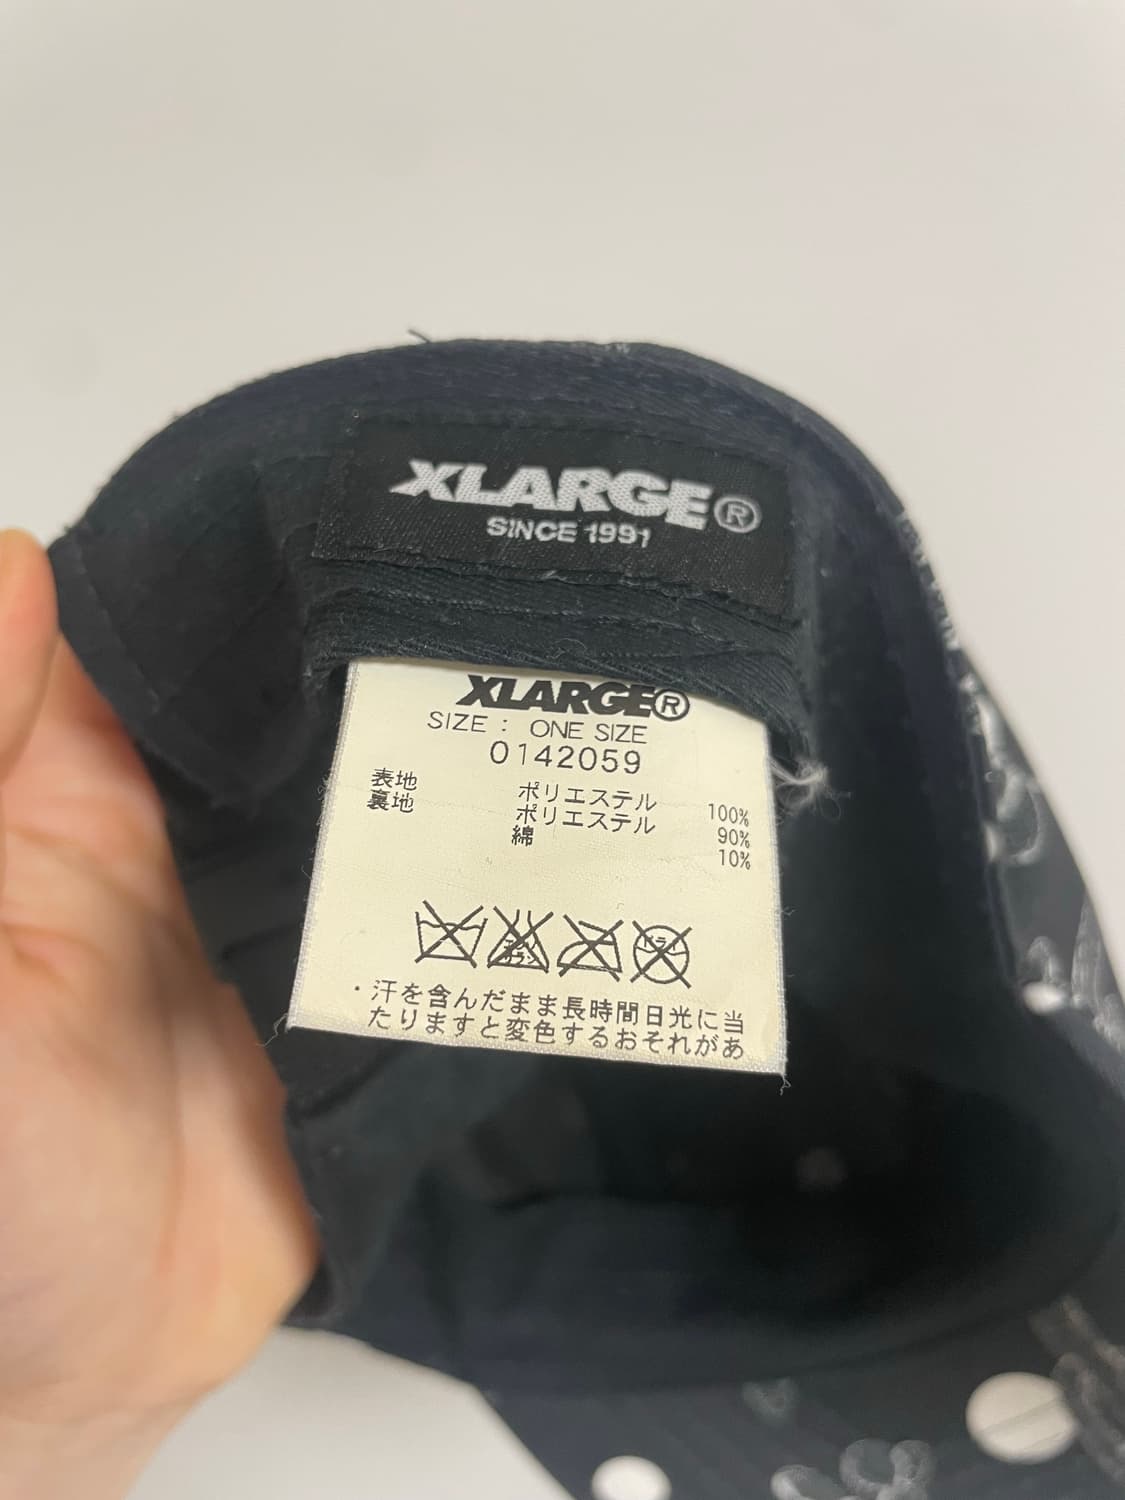 XLARGE®
SINCE 1991
XLARGE®
SIZE : ONE SIZE
0142059
表地 ポリエステル 100%
裏地 ポリエステル 90%
綿 10%
・汗を含んだまま長時間日光に当
たりますと変色するおそれがあ